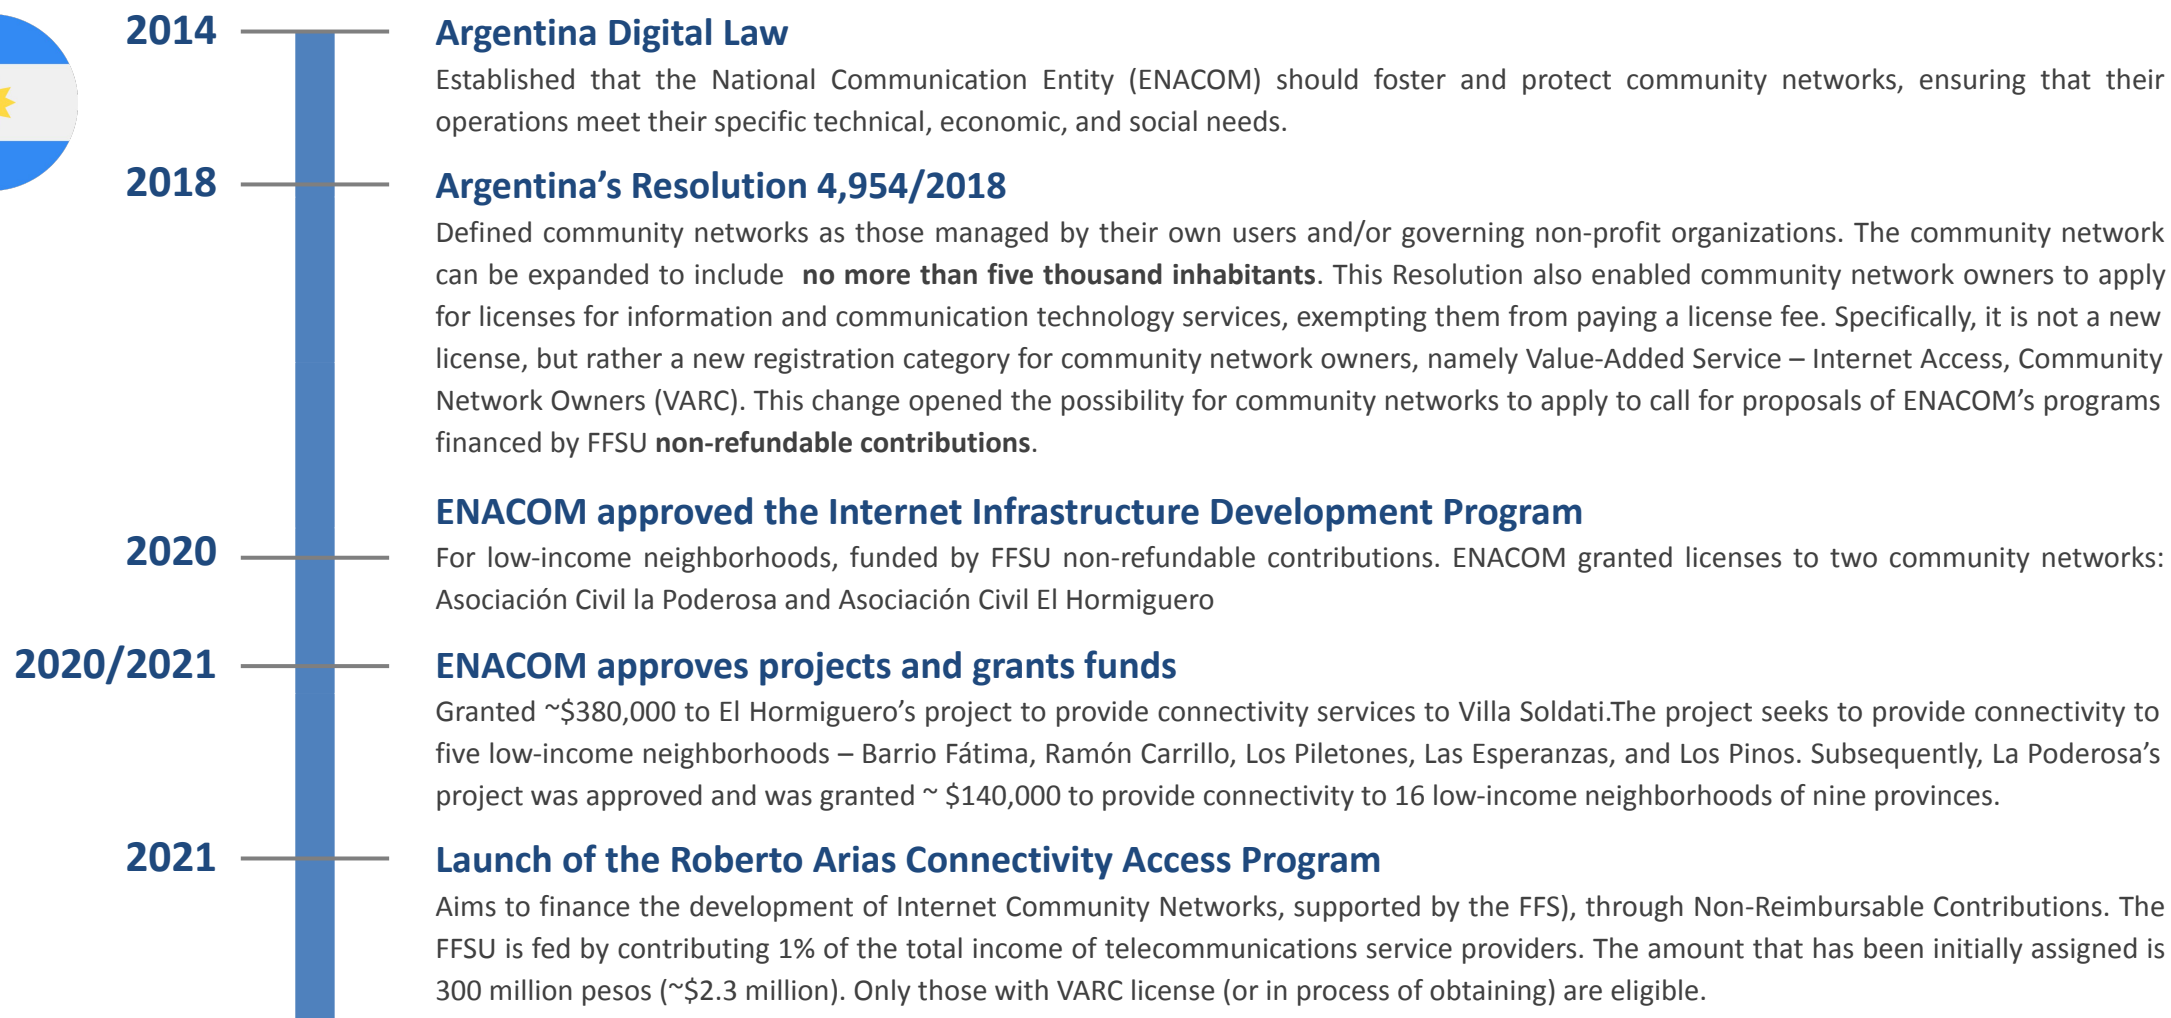 2014
Argentina Digital Law
Established that the National Communication Entity (ENACOM) should foster and protect community networks, ensuring that their
operations meet their specific technical, economic, and social needs.
2018
Argentina’s Resolution 4,954/2018
Defined community networks as those managed by their own users and/or governing non-profit organizations. The community network
can be expanded to include no more than five thousand inhabitants. This Resolution also enabled community network owners to apply
for licenses for information and communication technology services, exempting them from paying a license fee. Specifically, it is not a new
license, but rather a new registration category for community network owners, namely Value-Added Service – Internet Access, Community
Network Owners (VARC). This change opened the possibility for community networks to apply to call for proposals of ENACOM’s programs
financed by FFSU non-refundable contributions.
2020
ENACOM approved the Internet Infrastructure Development Program
For low-income neighborhoods, funded by FFSU non-refundable contributions. ENACOM granted licenses to two community networks:
Asociación Civil la Poderosa and Asociación Civil El Hormiguero
2020/2021
ENACOM approves projects and grants funds
Granted ~$380,000 to El Hormiguero’s project to provide connectivity services to Villa Soldati.The project seeks to provide connectivity to
five low-income neighborhoods – Barrio Fátima, Ramón Carrillo, Los Piletones, Las Esperanzas, and Los Pinos. Subsequently, La Poderosa’s
project was approved and was granted ~ $140,000 to provide connectivity to 16 low-income neighborhoods of nine provinces.
2021
Launch of the Roberto Arias Connectivity Access Program
Aims to finance the development of Internet Community Networks, supported by the FFS), through Non-Reimbursable Contributions. The
FFSU is fed by contributing 1% of the total income of telecommunications service providers. The amount that has been initially assigned is
300 million pesos (~$2.3 million). Only those with VARC license (or in process of obtaining) are eligible.